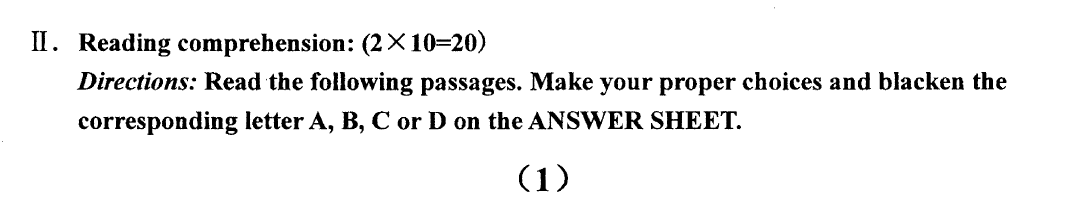 Ⅱ. Reading comprehension: (2×10=20)
Directions: Read the following passages. Make your proper choices and blacken the
corresponding letter A, B, C or D on the ANSWER SHEET.
(1)